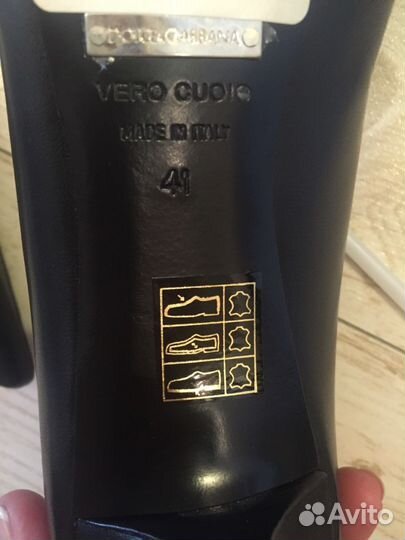 DOLCE&GABBANA
VERO CUOIO
MADE IN ITALY
41
Avito